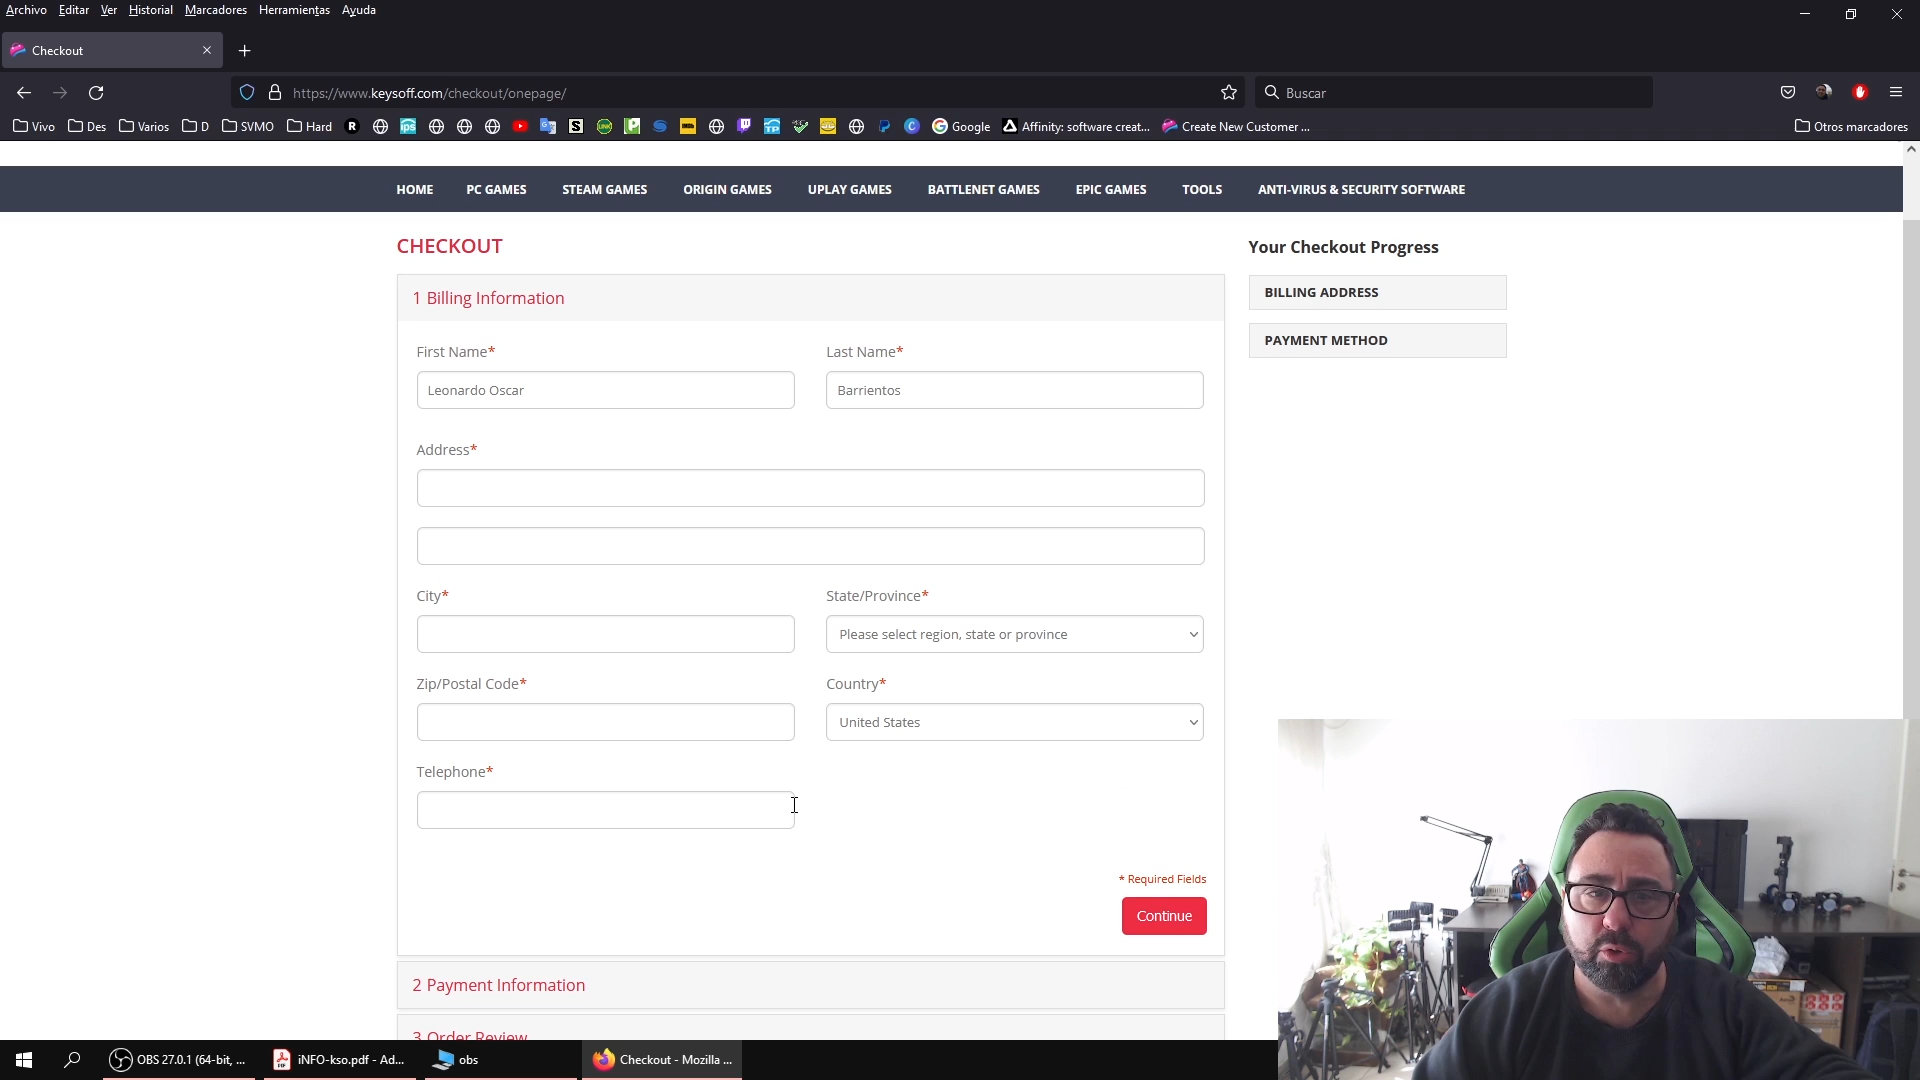 Archivo Editar Ver Historial Marcadores Herramientas Ayuda
Checkout
https://www.keysoff.com/checkout/onepage/
Buscar
Vivo Des Varios D SVMO Hard Google Affinity: software creat... Create New Customer ... Otros marcadores
HOME PC GAMES STEAM GAMES ORIGIN GAMES UPLAY GAMES BATTLENET GAMES EPIC GAMES TOOLS ANTI-VIRUS & SECURITY SOFTWARE
CHECKOUT
Your Checkout Progress
1 Billing Information
BILLING ADDRESS
PAYMENT METHOD
First Name* Last Name*
Leonardo Oscar Barrientos
Address*
City* State/Province*
Please select region, state or province
Zip/Postal Code* Country*
United States
Telephone*
* Required Fields
Continue
2 Payment Information
3 Order Review
OBS 27.0.1 (64-bit, ... iNFO-kso.pdf - Ad... obs Checkout - Mozilla ...